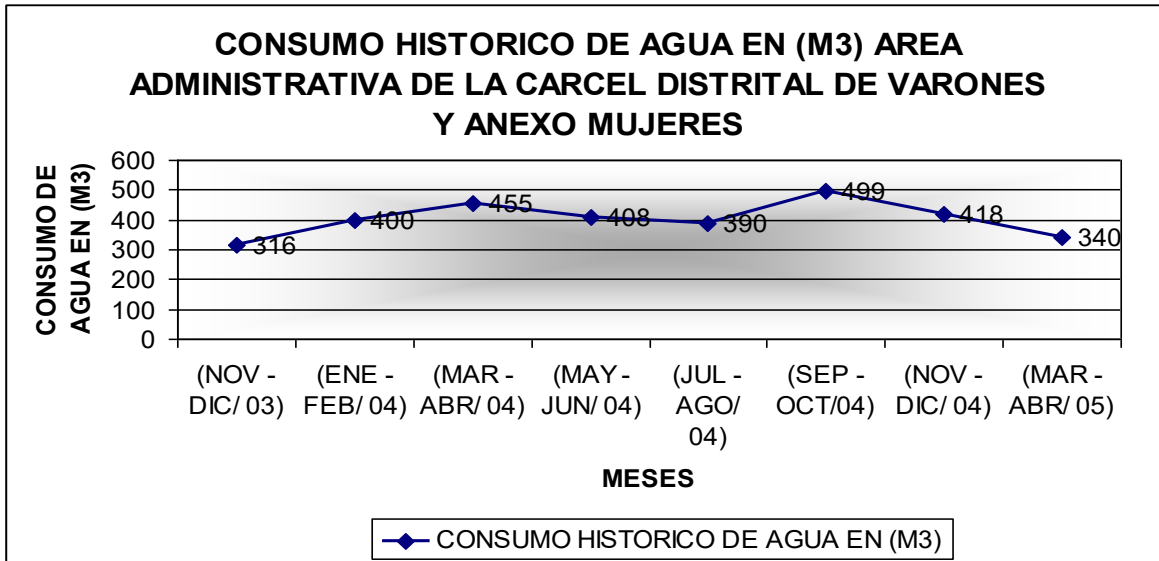 CONSUMO HISTORICO DE AGUA EN (M3) AREA
ADMINISTRATIVA DE LA CARCEL DISTRITAL DE VARONES
Y ANEXO MUJERES
CONSUMO DE
AGUA EN (M3)
600
500
400
300
200
100
0
316
400
455
408
390
499
418
340
(NOV -
DIC/ 03)
(ENE -
FEB/ 04)
(MAR -
ABR/ 04)
(MAY -
JUN/ 04)
(JUL -
AGO/
04)
(SEP -
OCT/04)
(NOV -
DIC/ 04)
(MAR -
ABR/ 05)
MESES
CONSUMO HISTORICO DE AGUA EN (M3)